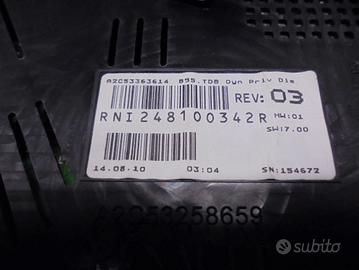 A2C53363614 B95.TDB Dyn Priv Dis
REV: 03
RNI248100342R
HW:01
SW:7.00
14.08.10 03:04 SN:154672
A2C53258659
subito